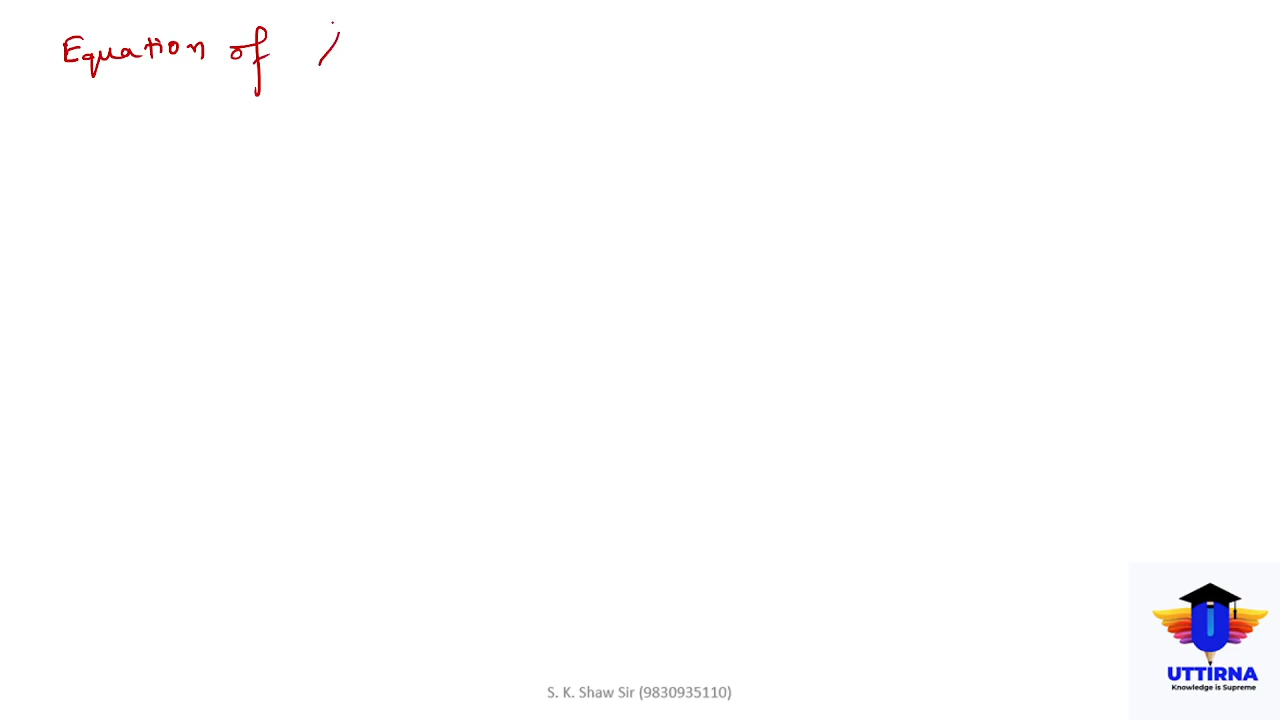 Equation of
S. K. Shaw Sir (9830935110)
UTTIRNA
Knowledge is Supreme